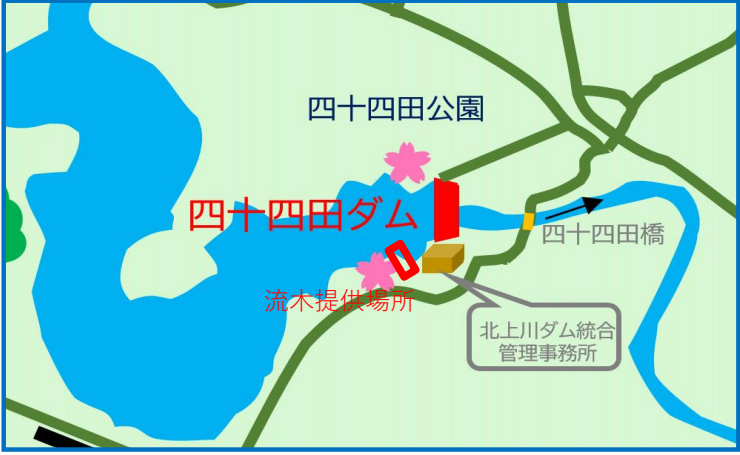 四十四田公園
四十四田ダム
四十四田橋
流木提供場所
北上川ダム統合
管理事務所